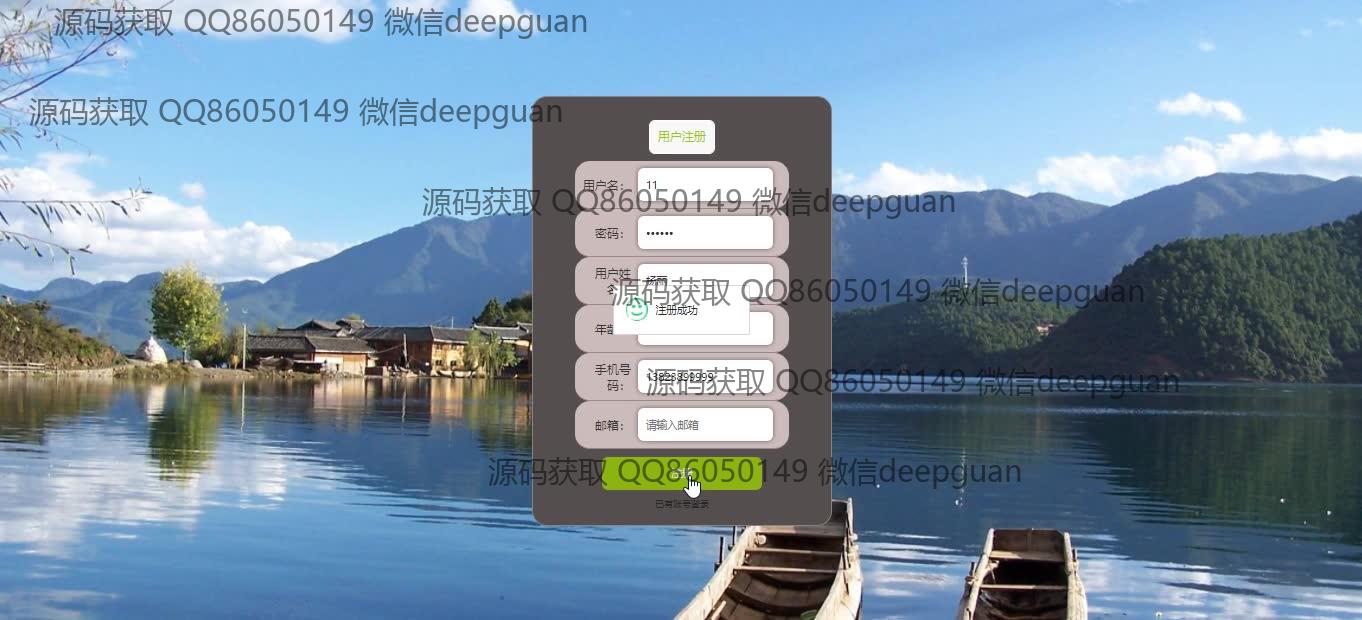 源码获取 QQ86050149 微信deepguan
源码获取 QQ86050149 微信deepguan
用户注册
用户名： 11
源码获取 QQ86050149 微信deepguan
密码： ••••••
用户姓
杨丽
源码获取 QQ86050149 微信deepguan
注册成功
年龄
手机号码：
源码获取 QQ86050149 微信deepguan
邮箱： 请输入邮箱
源码获取 QQ86050149 微信deepguan
已有账号登录